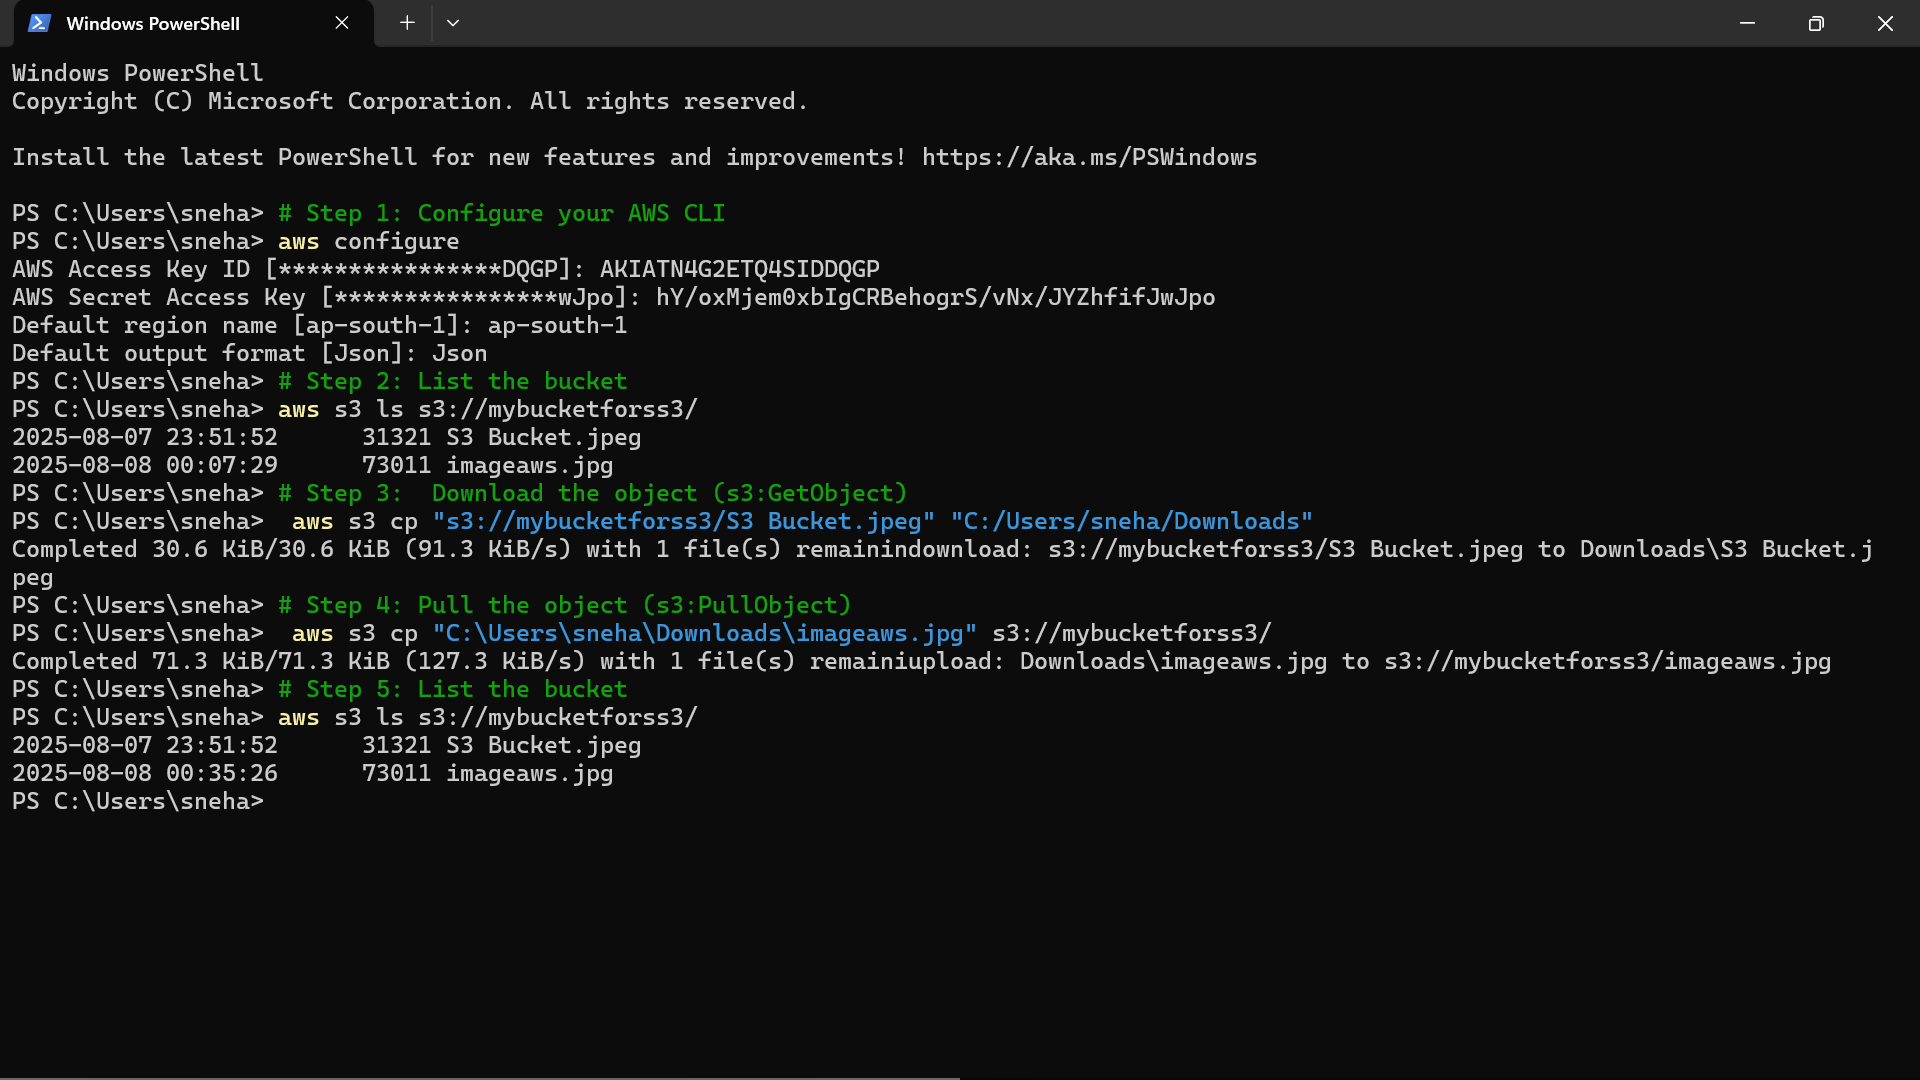 Windows PowerShell
Windows PowerShell
Copyright (C) Microsoft Corporation. All rights reserved.
Install the latest PowerShell for new features and improvements! https://aka.ms/PSWindows
PS C:\Users\sneha> # Step 1: Configure your AWS CLI
PS C:\Users\sneha> aws configure
AWS Access Key ID [****************DQGP]: AKIATN4G2ETQ4SIDDQGP
AWS Secret Access Key [****************wJpo]: hY/oxMjem0xbIgCRBehogrS/vNx/JYZhfifJwJpo
Default region name [ap-south-1]: ap-south-1
Default output format [Json]: Json
PS C:\Users\sneha> # Step 2: List the bucket
PS C:\Users\sneha> aws s3 ls s3://mybucketforss3/
2025-08-07 23:51:52      31321 S3 Bucket.jpeg
2025-08-08 00:07:29      73011 imageaws.jpg
PS C:\Users\sneha> # Step 3:  Download the object (s3:GetObject)
PS C:\Users\sneha>  aws s3 cp "s3://mybucketforss3/S3 Bucket.jpeg" "C:/Users/sneha/Downloads"
Completed 30.6 KiB/30.6 KiB (91.3 KiB/s) with 1 file(s) remainindownload: s3://mybucketforss3/S3 Bucket.jpeg to Downloads\S3 Bucket.j
peg
PS C:\Users\sneha> # Step 4: Pull the object (s3:PullObject)
PS C:\Users\sneha>  aws s3 cp "C:\Users\sneha\Downloads\imageaws.jpg" s3://mybucketforss3/
Completed 71.3 KiB/71.3 KiB (127.3 KiB/s) with 1 file(s) remainiupload: Downloads\imageaws.jpg to s3://mybucketforss3/imageaws.jpg
PS C:\Users\sneha> # Step 5: List the bucket
PS C:\Users\sneha> aws s3 ls s3://mybucketforss3/
2025-08-07 23:51:52      31321 S3 Bucket.jpeg
2025-08-08 00:35:26      73011 imageaws.jpg
PS C:\Users\sneha>